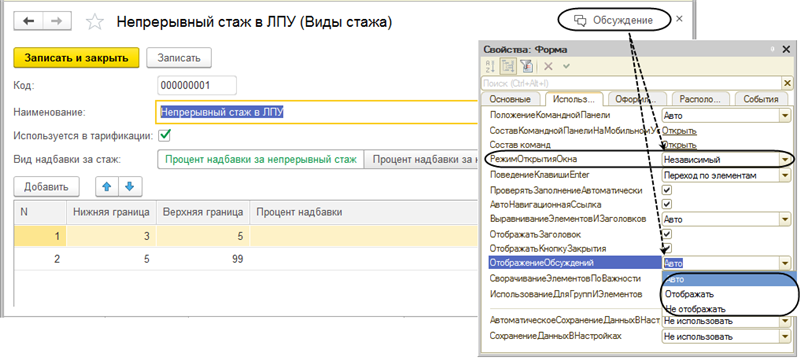 Непрерывный стаж в ЛПУ (Виды стажа)
Обсуждение
Записать и закрыть
Записать
Код:
000000001
Наименование:
Непрерывный стаж в ЛПУ
Используется в тарификации:
Вид надбавки за стаж:
Процент надбавки за непрерывный стаж
Процент надбавки за н
Добавить
N
Нижняя граница
Верхняя граница
Процент надбавки
1
3
5
2
5
99
Свойства: Форма
Поиск (Ctrl+Alt+I)
Основные
Использ...
Оформл...
Располо...
События
ПоложениеКоманднойПанели
Авто
СоставКоманднойПанелиНаМобильномУ
Открыть
Состав команд
Открыть
РежимОткрытияОкна
Независимый
ПоведениеКлавишиEnter
Переход по элементам
ПроверятьЗаполнениеАвтоматически
АвтоНавигационнаяСсылка
ВыравниваниеЭлементовИЗаголовков
Авто
ОтображатьЗаголовок
ОтображатьКнопкуЗакрытия
ОтображениеОбсуждений
Авто
СворачиваниеЭлементовПоВажности
Авто
Отображать
ИспользованиеДляГруппИЭлементов
Не отображать
АвтоматическоеСохранениеДанныхВНаст
Не использовать
СохранениеДанныхВНастройках
Не использовать